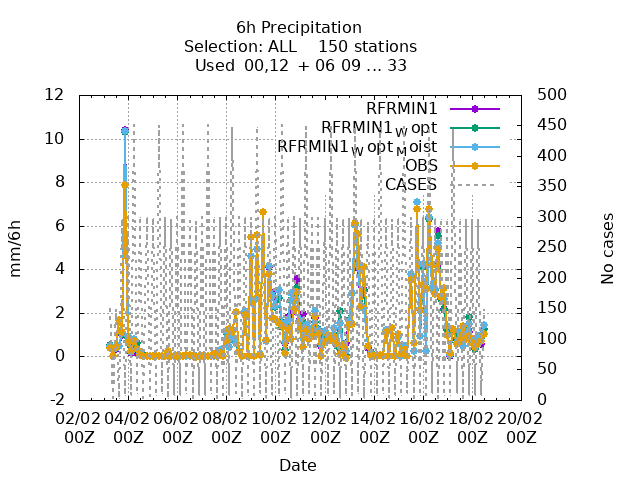 6h Precipitation
Selection: ALL 150 stations
Used 00,12 + 06 09 ... 33
12 500
RFRMIN1
10 450
RFRMIN1W opt
400
RFRMIN1W opt M oist
8 350
OBS
CASES
6 300
250
4 200
2 150
100
0 50
-2 0
mm/6h
No cases
02/02 04/02 06/02 08/02 10/02 12/02 14/02 16/02 18/02 20/02
00Z 00Z 00Z 00Z 00Z 00Z 00Z 00Z 00Z 00Z
Date